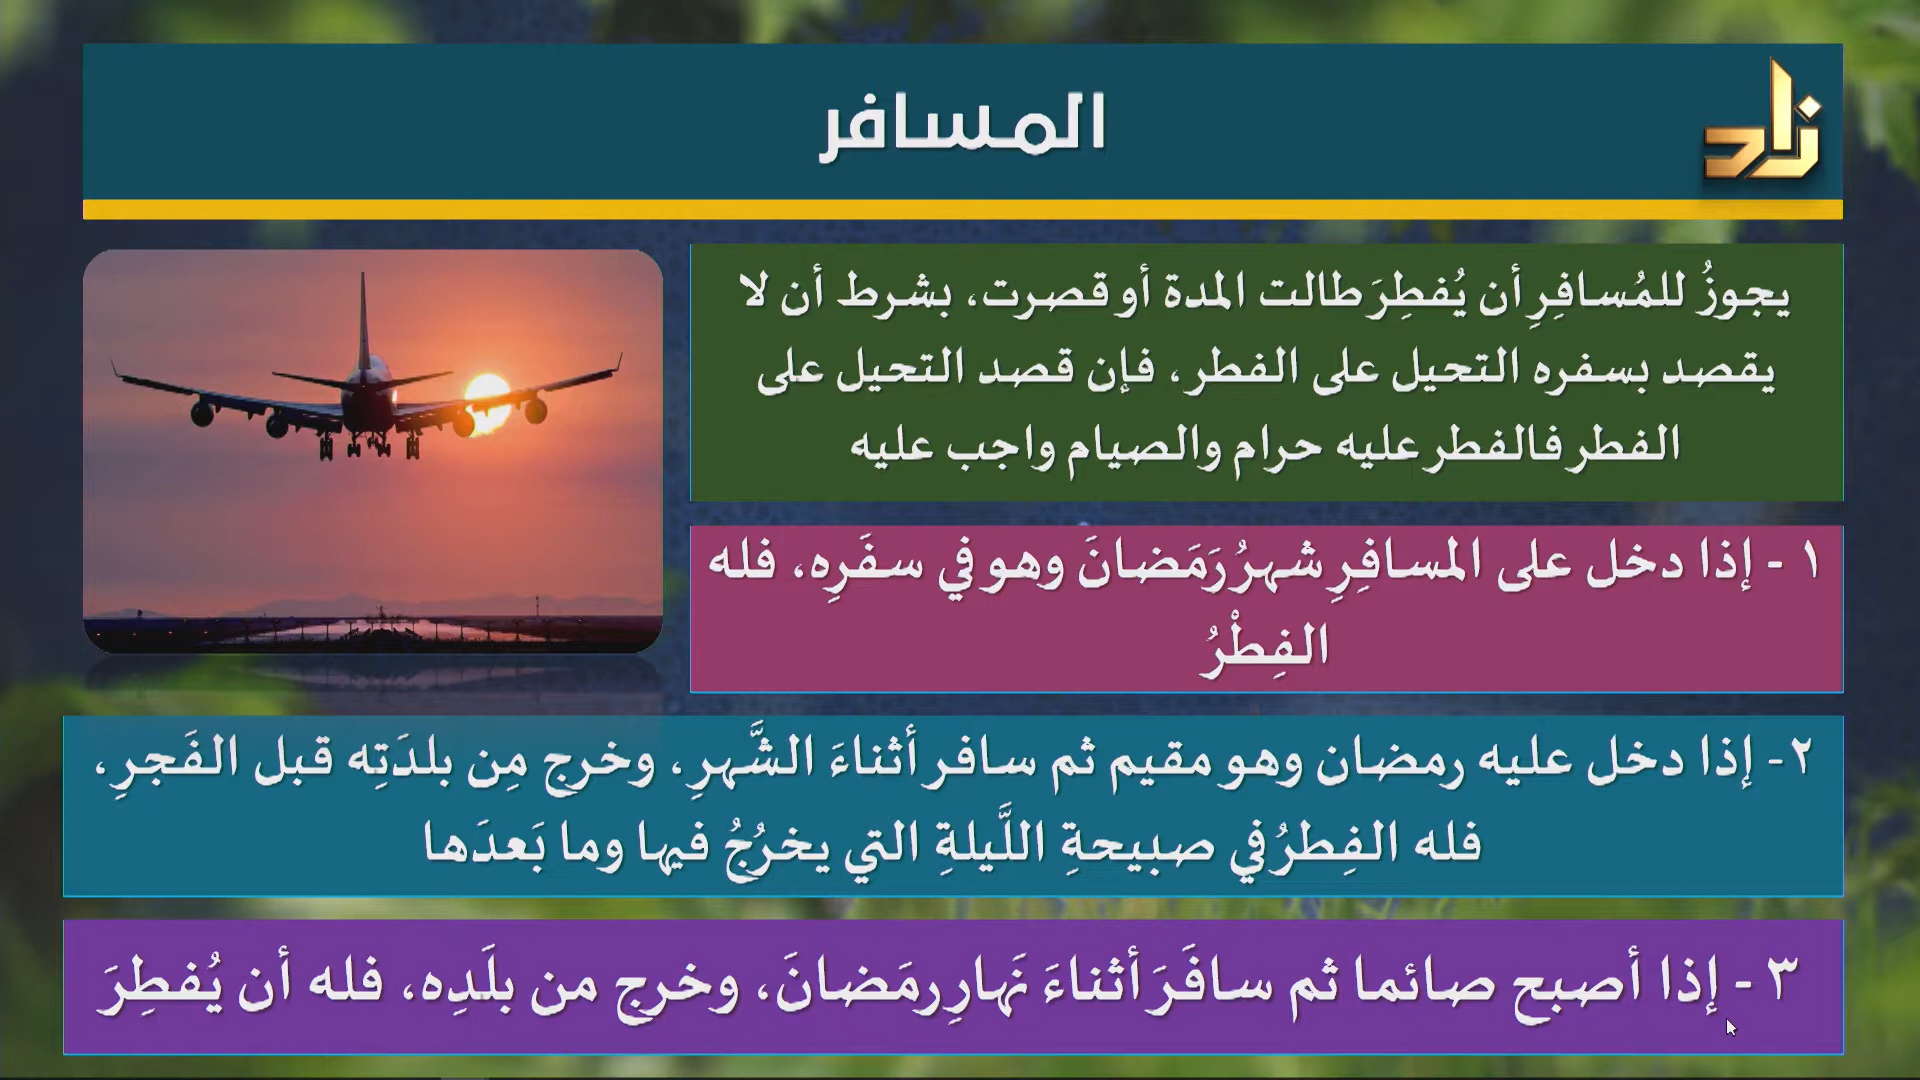 زاد
المسافر
يجوزُ للمُسافِرِ أن يُفطِرَ طالت المدة أو قصرت، بشرط أن لا
يقصد بسفره التحيل على الفطر، فإن قصد التحيل على
الفطر فالفطر عليه حرام والصيام واجب عليه
١ - إذا دخل على المسافِرِ شهرُ رَمَضانَ وهو في سفَرِه، فله
الفِطْرُ
٢- إذا دخل عليه رمضان وهو مقيم ثم سافر أثناءَ الشَّهرِ، وخرج مِن بلدَتِه قبل الفَجرِ،
فله الفِطرُ في صبيحةِ اللَّيلةِ التي يخرُجُ فيها وما بَعدَها
٣ - إذا أصبح صائما ثم سافَرَ أثناءَ نَهارِ رمَضانَ، وخرج من بلَدِه، فله أن يُفطِرَ